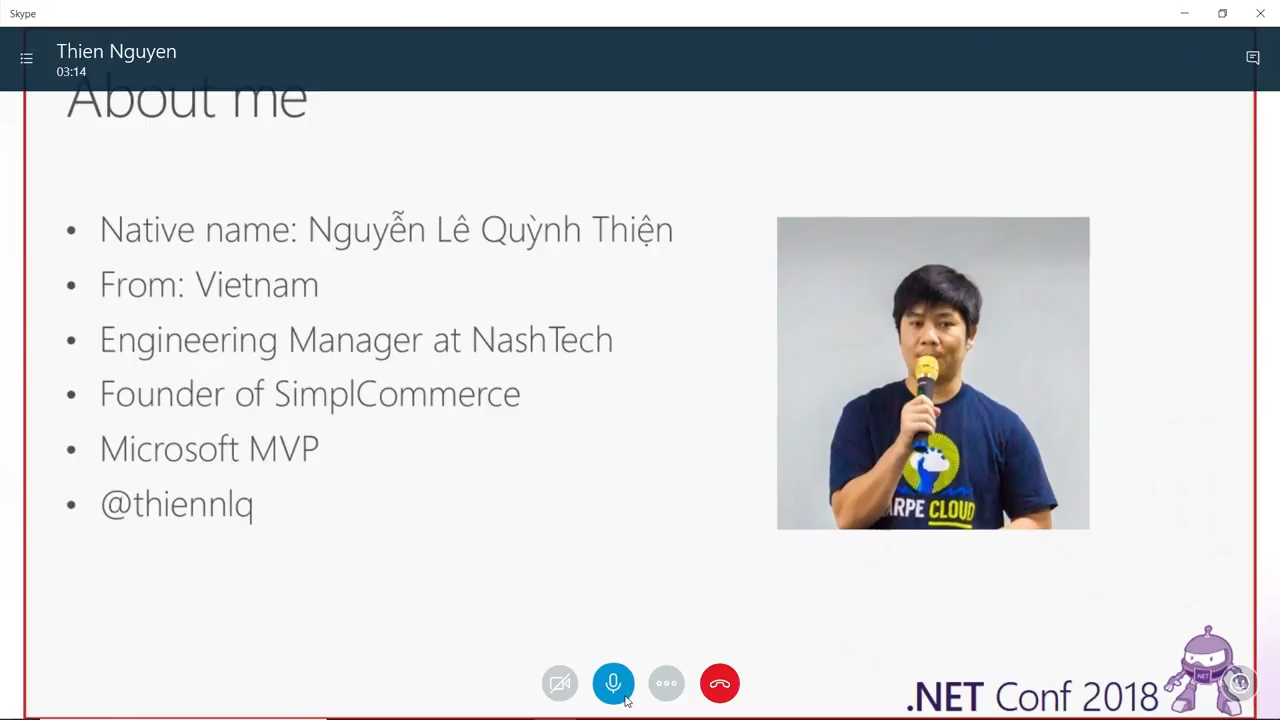 Skype
Thien Nguyen
03:14
About me
• Native name: Nguyễn Lê Quỳnh Thiện
• From: Vietnam
• Engineering Manager at NashTech
• Founder of SimplCommerce
• Microsoft MVP
• @thiennlq
ARPE CLOUD
.NET Conf 2018
.NET